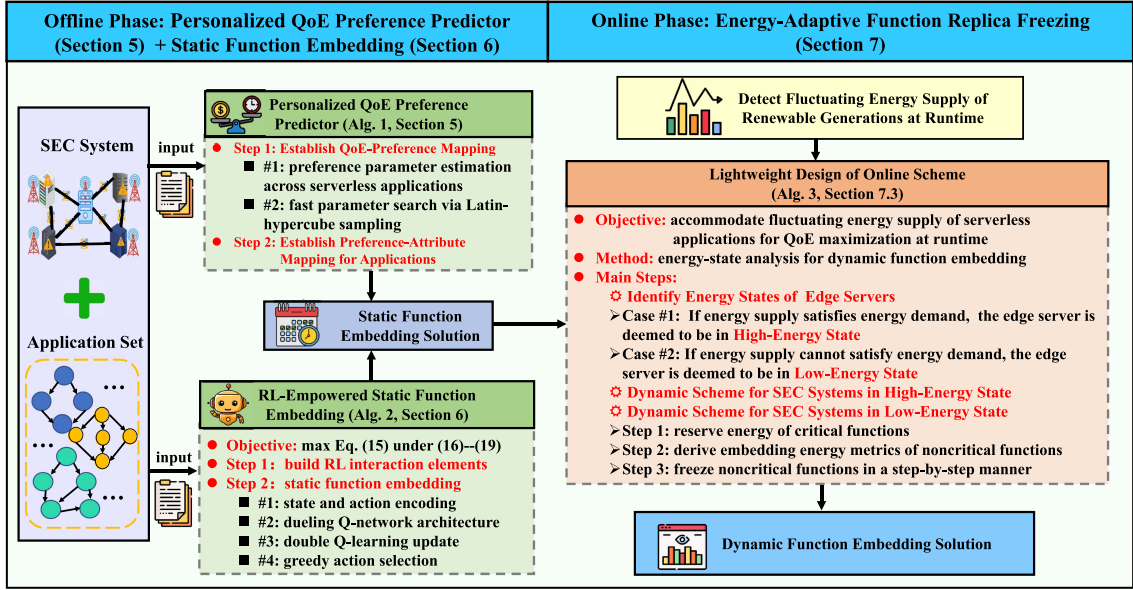 Offline Phase: Personalized QoE Preference Predictor
(Section 5) + Static Function Embedding (Section 6)
Online Phase: Energy-Adaptive Function Replica Freezing
(Section 7)
SEC System
Application Set
input
input
Personalized QoE Preference
Predictor (Alg. 1, Section 5)
Step 1: Establish QoE-Preference Mapping
#1: preference parameter estimation
across serverless applications
#2: fast parameter search via Latin-
hypercube sampling
Step 2: Establish Preference-Attribute
Mapping for Applications
Static Function
Embedding Solution
RL-Empowered Static Function
Embedding (Alg. 2, Section 6)
Objective: max Eq. (15) under (16)--(19)
Step 1: build RL interaction elements
Step 2: static function embedding
#1: state and action encoding
#2: dueling Q-network architecture
#3: double Q-learning update
#4: greedy action selection
Detect Fluctuating Energy Supply of
Renewable Generations at Runtime
Lightweight Design of Online Scheme
(Alg. 3, Section 7.3)
Objective: accommodate fluctuating energy supply of serverless
applications for QoE maximization at runtime
Method: energy-state analysis for dynamic function embedding
Main Steps:
Identify Energy States of Edge Servers
Case #1: If energy supply satisfies energy demand, the edge server is
deemed to be in High-Energy State
Case #2: If energy supply cannot satisfy energy demand, the edge
server is deemed to be in Low-Energy State
Dynamic Scheme for SEC Systems in High-Energy State
Dynamic Scheme for SEC Systems in Low-Energy State
Step 1: reserve energy of critical functions
Step 2: derive embedding energy metrics of noncritical functions
Step 3: freeze noncritical functions in a step-by-step manner
Dynamic Function Embedding Solution